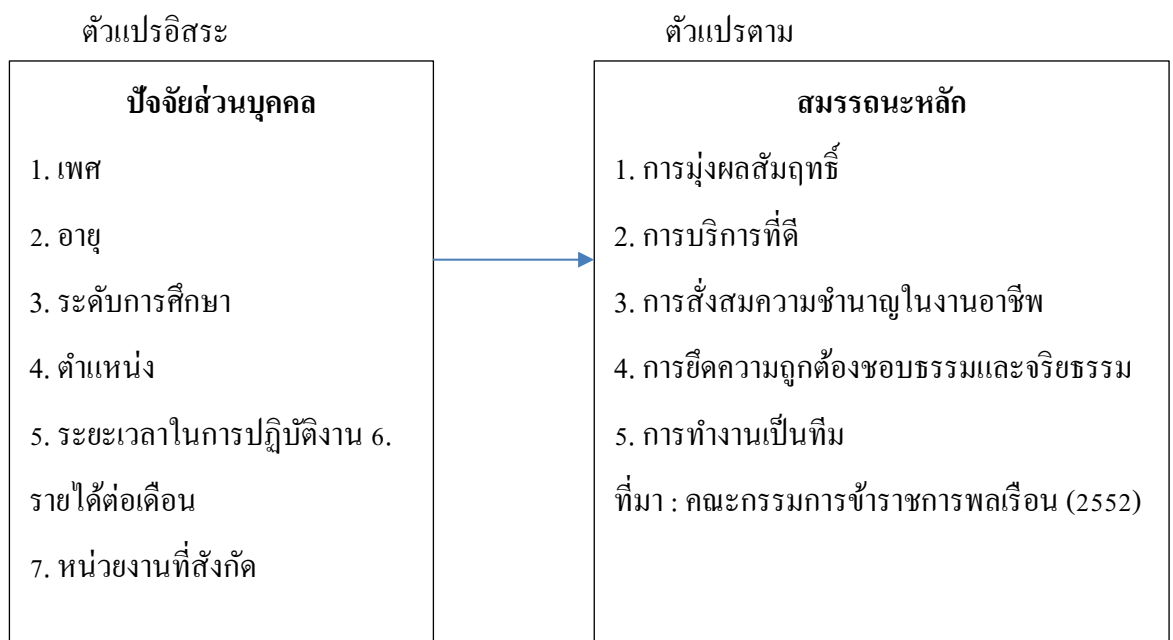 ตัวแปรอิสระ
ปัจจัยส่วนบุคคล
1. เพศ
2. อายุ
3. ระดับการศึกษา
4. ตำแหน่ง
5. ระยะเวลาในการปฏิบัติงาน 6.
รายได้ต่อเดือน
7. หน่วยงานที่สังกัด
ตัวแปรตาม
สมรรถนะหลัก
1. การมุ่งผลสัมฤทธิ์
2. การบริการที่ดี
3. การสั่งสมความชำนาญในงานอาชีพ
4. การยึดความถูกต้องชอบธรรมและจริยธรรม
5. การทำงานเป็นทีม
ที่มา : คณะกรรมการข้าราชการพลเรือน (2552)